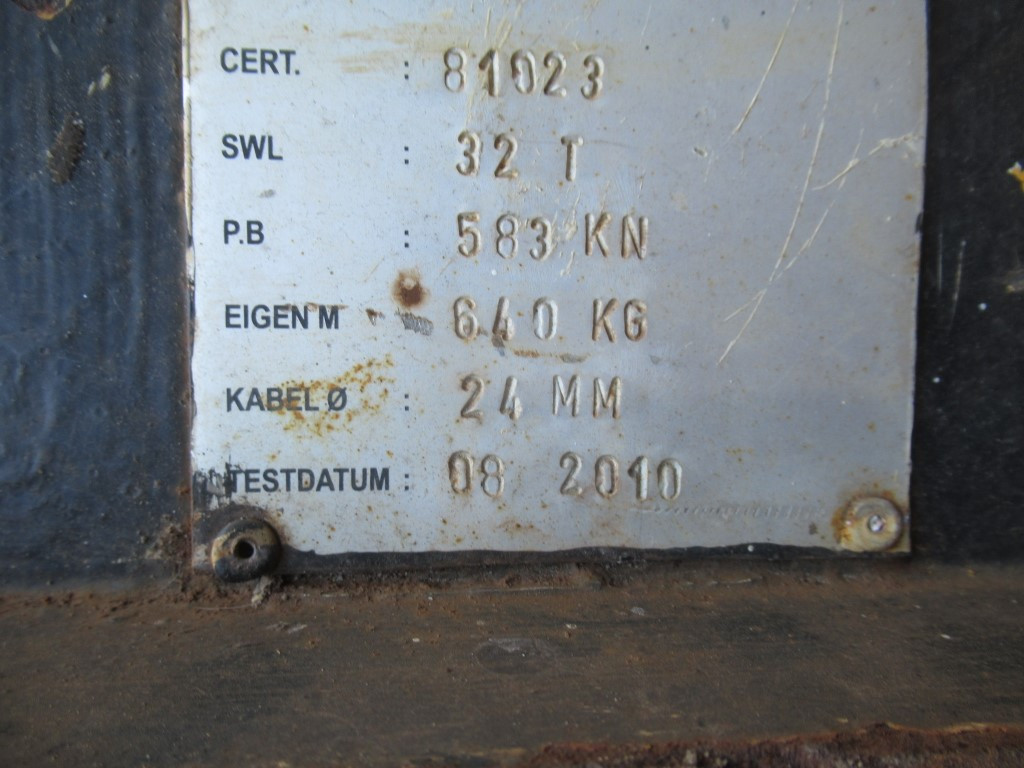 CERT. : 81023
SWL : 32 T
P.B : 583 KN
EIGEN M : 640 KG
KABEL Ø : 24 MM
TESTDATUM : 08 2010